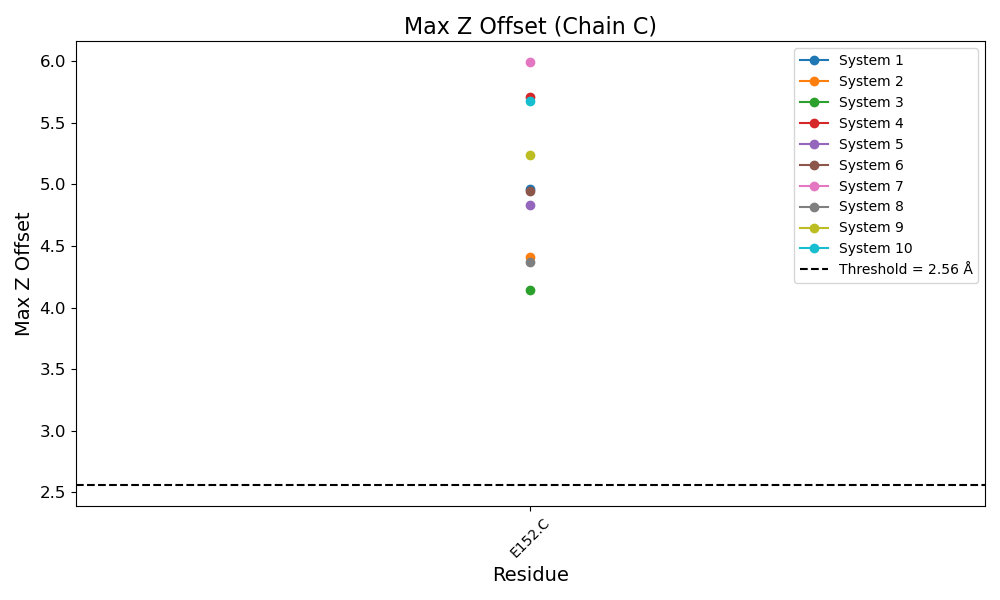 Max Z Offset (Chain C)
Max Z Offset
6.0
5.5
5.0
4.5
4.0
3.5
3.0
2.5
System 1
System 2
System 3
System 4
System 5
System 6
System 7
System 8
System 9
System 10
Threshold = 2.56 Å
E152.C
Residue